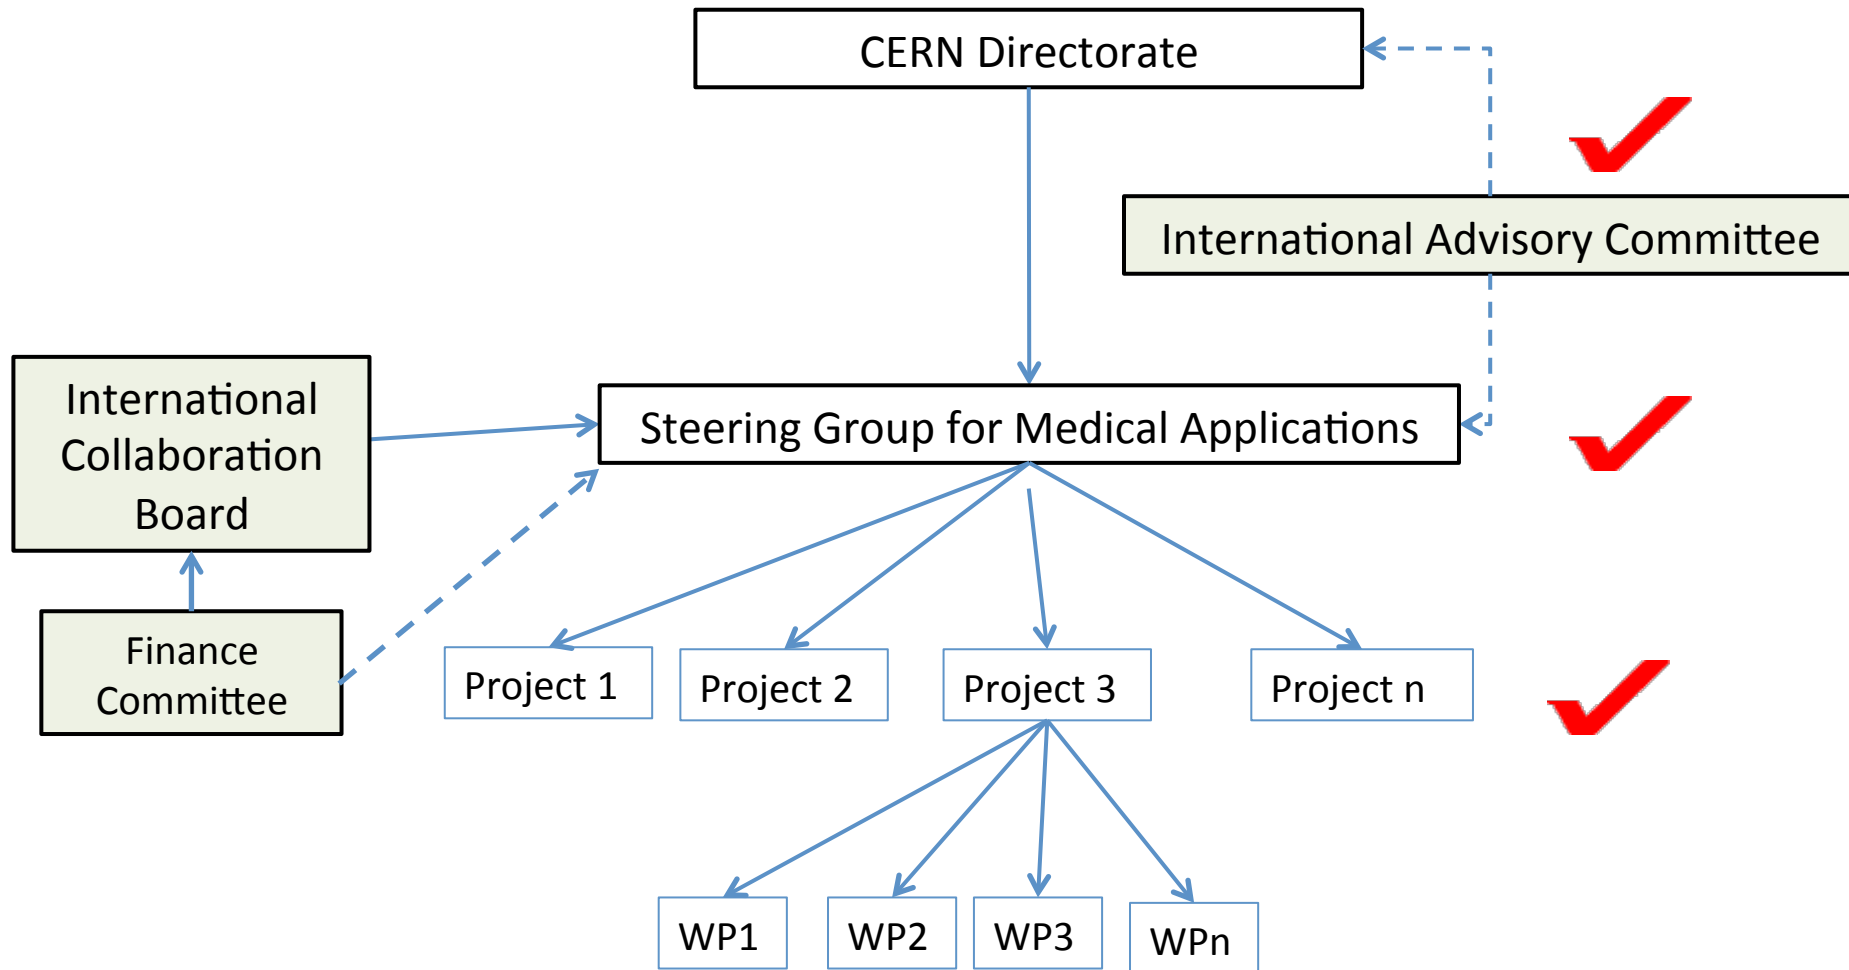 CERN Directorate
International Advisory Committee
International
Collaboration
Board
Steering Group for Medical Applications
Finance
Committee
Project 1
Project 2
Project 3
Project n
WP1
WP2
WP3
WPn